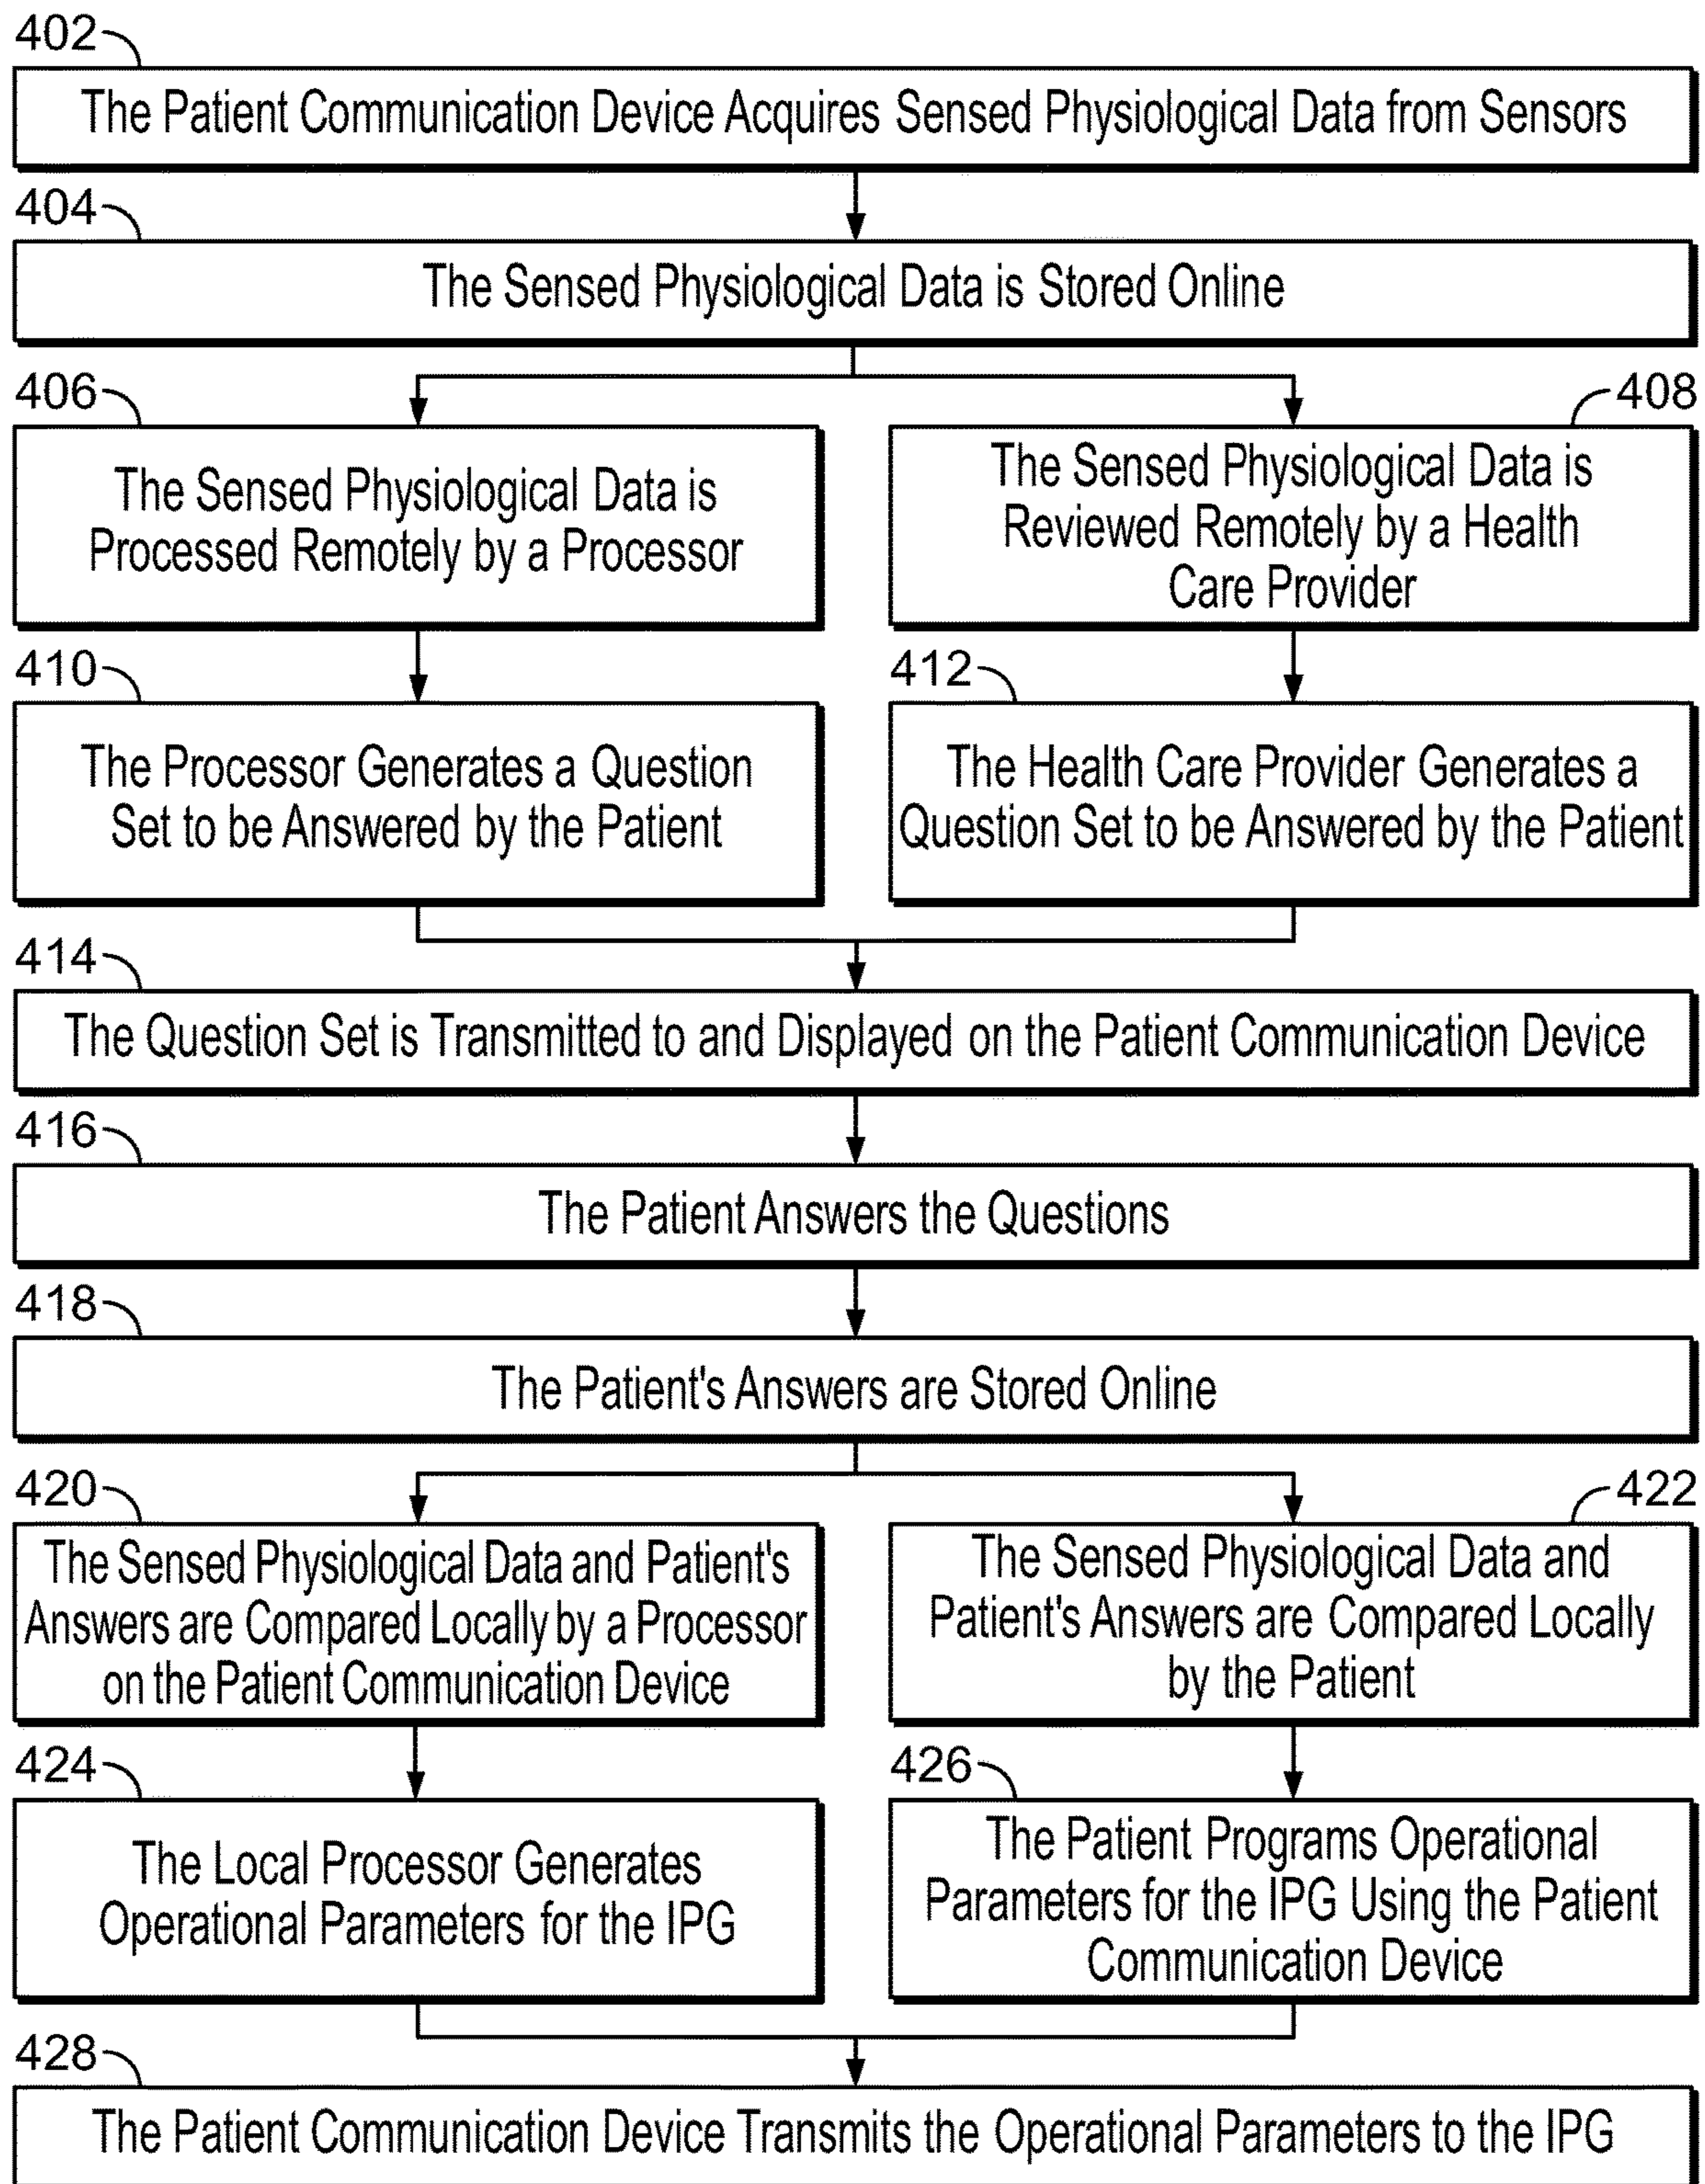 402
The Patient Communication Device Acquires Sensed Physiological Data from Sensors
404
The Sensed Physiological Data is Stored Online
406
The Sensed Physiological Data is
Processed Remotely by a Processor
408
The Sensed Physiological Data is
Reviewed Remotely by a Health
Care Provider
410
The Processor Generates a Question
Set to be Answered by the Patient
412
The Health Care Provider Generates a
Question Set to be Answered by the Patient
414
The Question Set is Transmitted to and Displayed on the Patient Communication Device
416
The Patient Answers the Questions
418
The Patient's Answers are Stored Online
420
The Sensed Physiological Data and Patient's
Answers are Compared Locally by a Processor
on the Patient Communication Device
422
The Sensed Physiological Data and
Patient's Answers are Compared Locally
by the Patient
424
The Local Processor Generates
Operational Parameters for the IPG
426
The Patient Programs Operational
Parameters for the IPG Using the Patient
Communication Device
428
The Patient Communication Device Transmits the Operational Parameters to the IPG